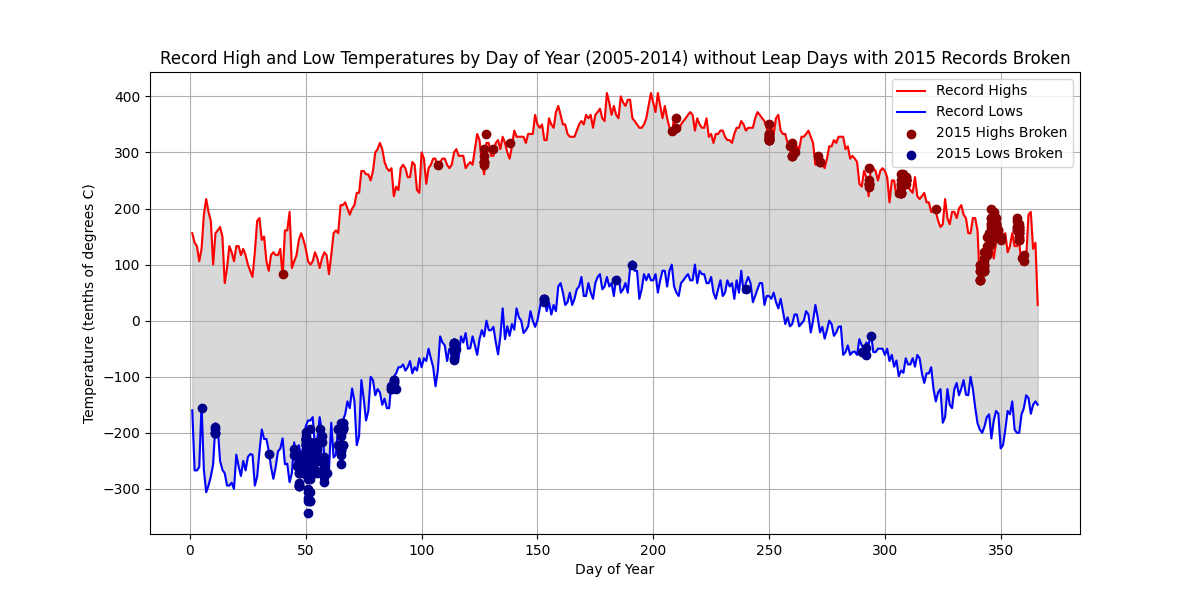 Record High and Low Temperatures by Day of Year (2005-2014) without Leap Days with 2015 Records Broken
Record Highs
Record Lows
2015 Highs Broken
2015 Lows Broken
Temperature (tenths of degrees C)
400
300
200
100
0
−100
−200
−300
0 50 100 150 200 250 300 350
Day of Year